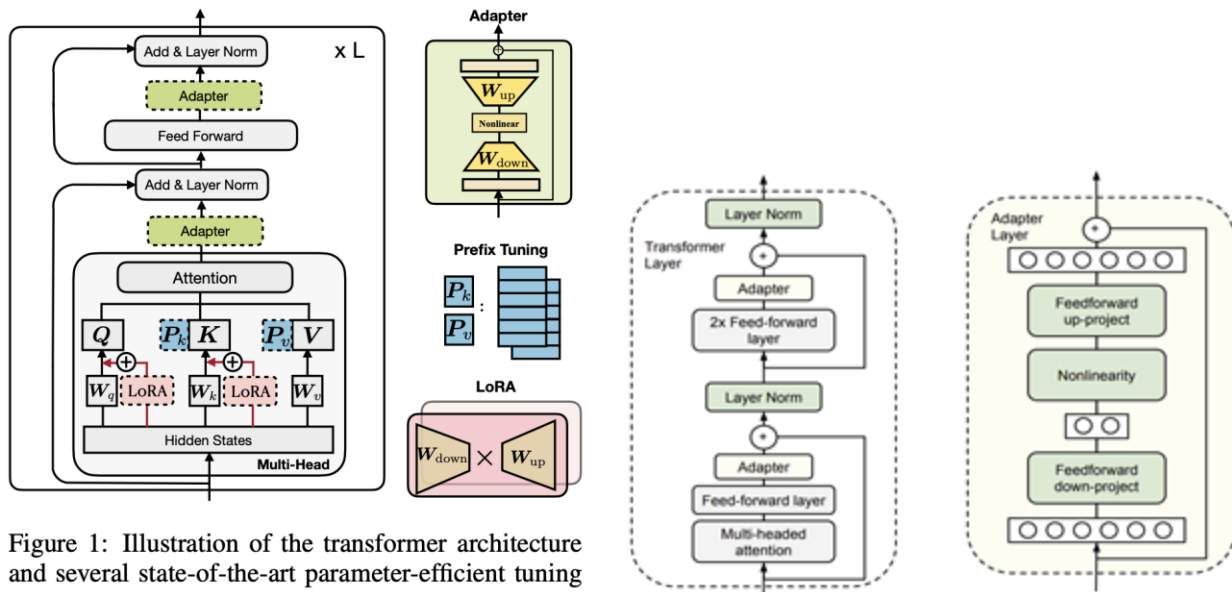 Add & Layer Norm
x L
Adapter
Feed Forward
Add & Layer Norm
Adapter
Attention
Q
P_k
K
P_v
V
W_q
LoRA
W_k
LoRA
W_v
Hidden States
Multi-Head
Adapter
W_up
Nonlinear
W_down
Prefix Tuning
P_k
:
P_v
LoRA
W_down × W_up
Figure 1: Illustration of the transformer architecture
and several state-of-the-art parameter-efficient tuning
Layer Norm
Transformer
Layer
+
Adapter
2x Feed-forward
layer
Layer Norm
+
Adapter
Feed-forward layer
Multi-headed
attention
Adapter
Layer
+
Feedforward
up-project
Nonlinearity
Feedforward
down-project